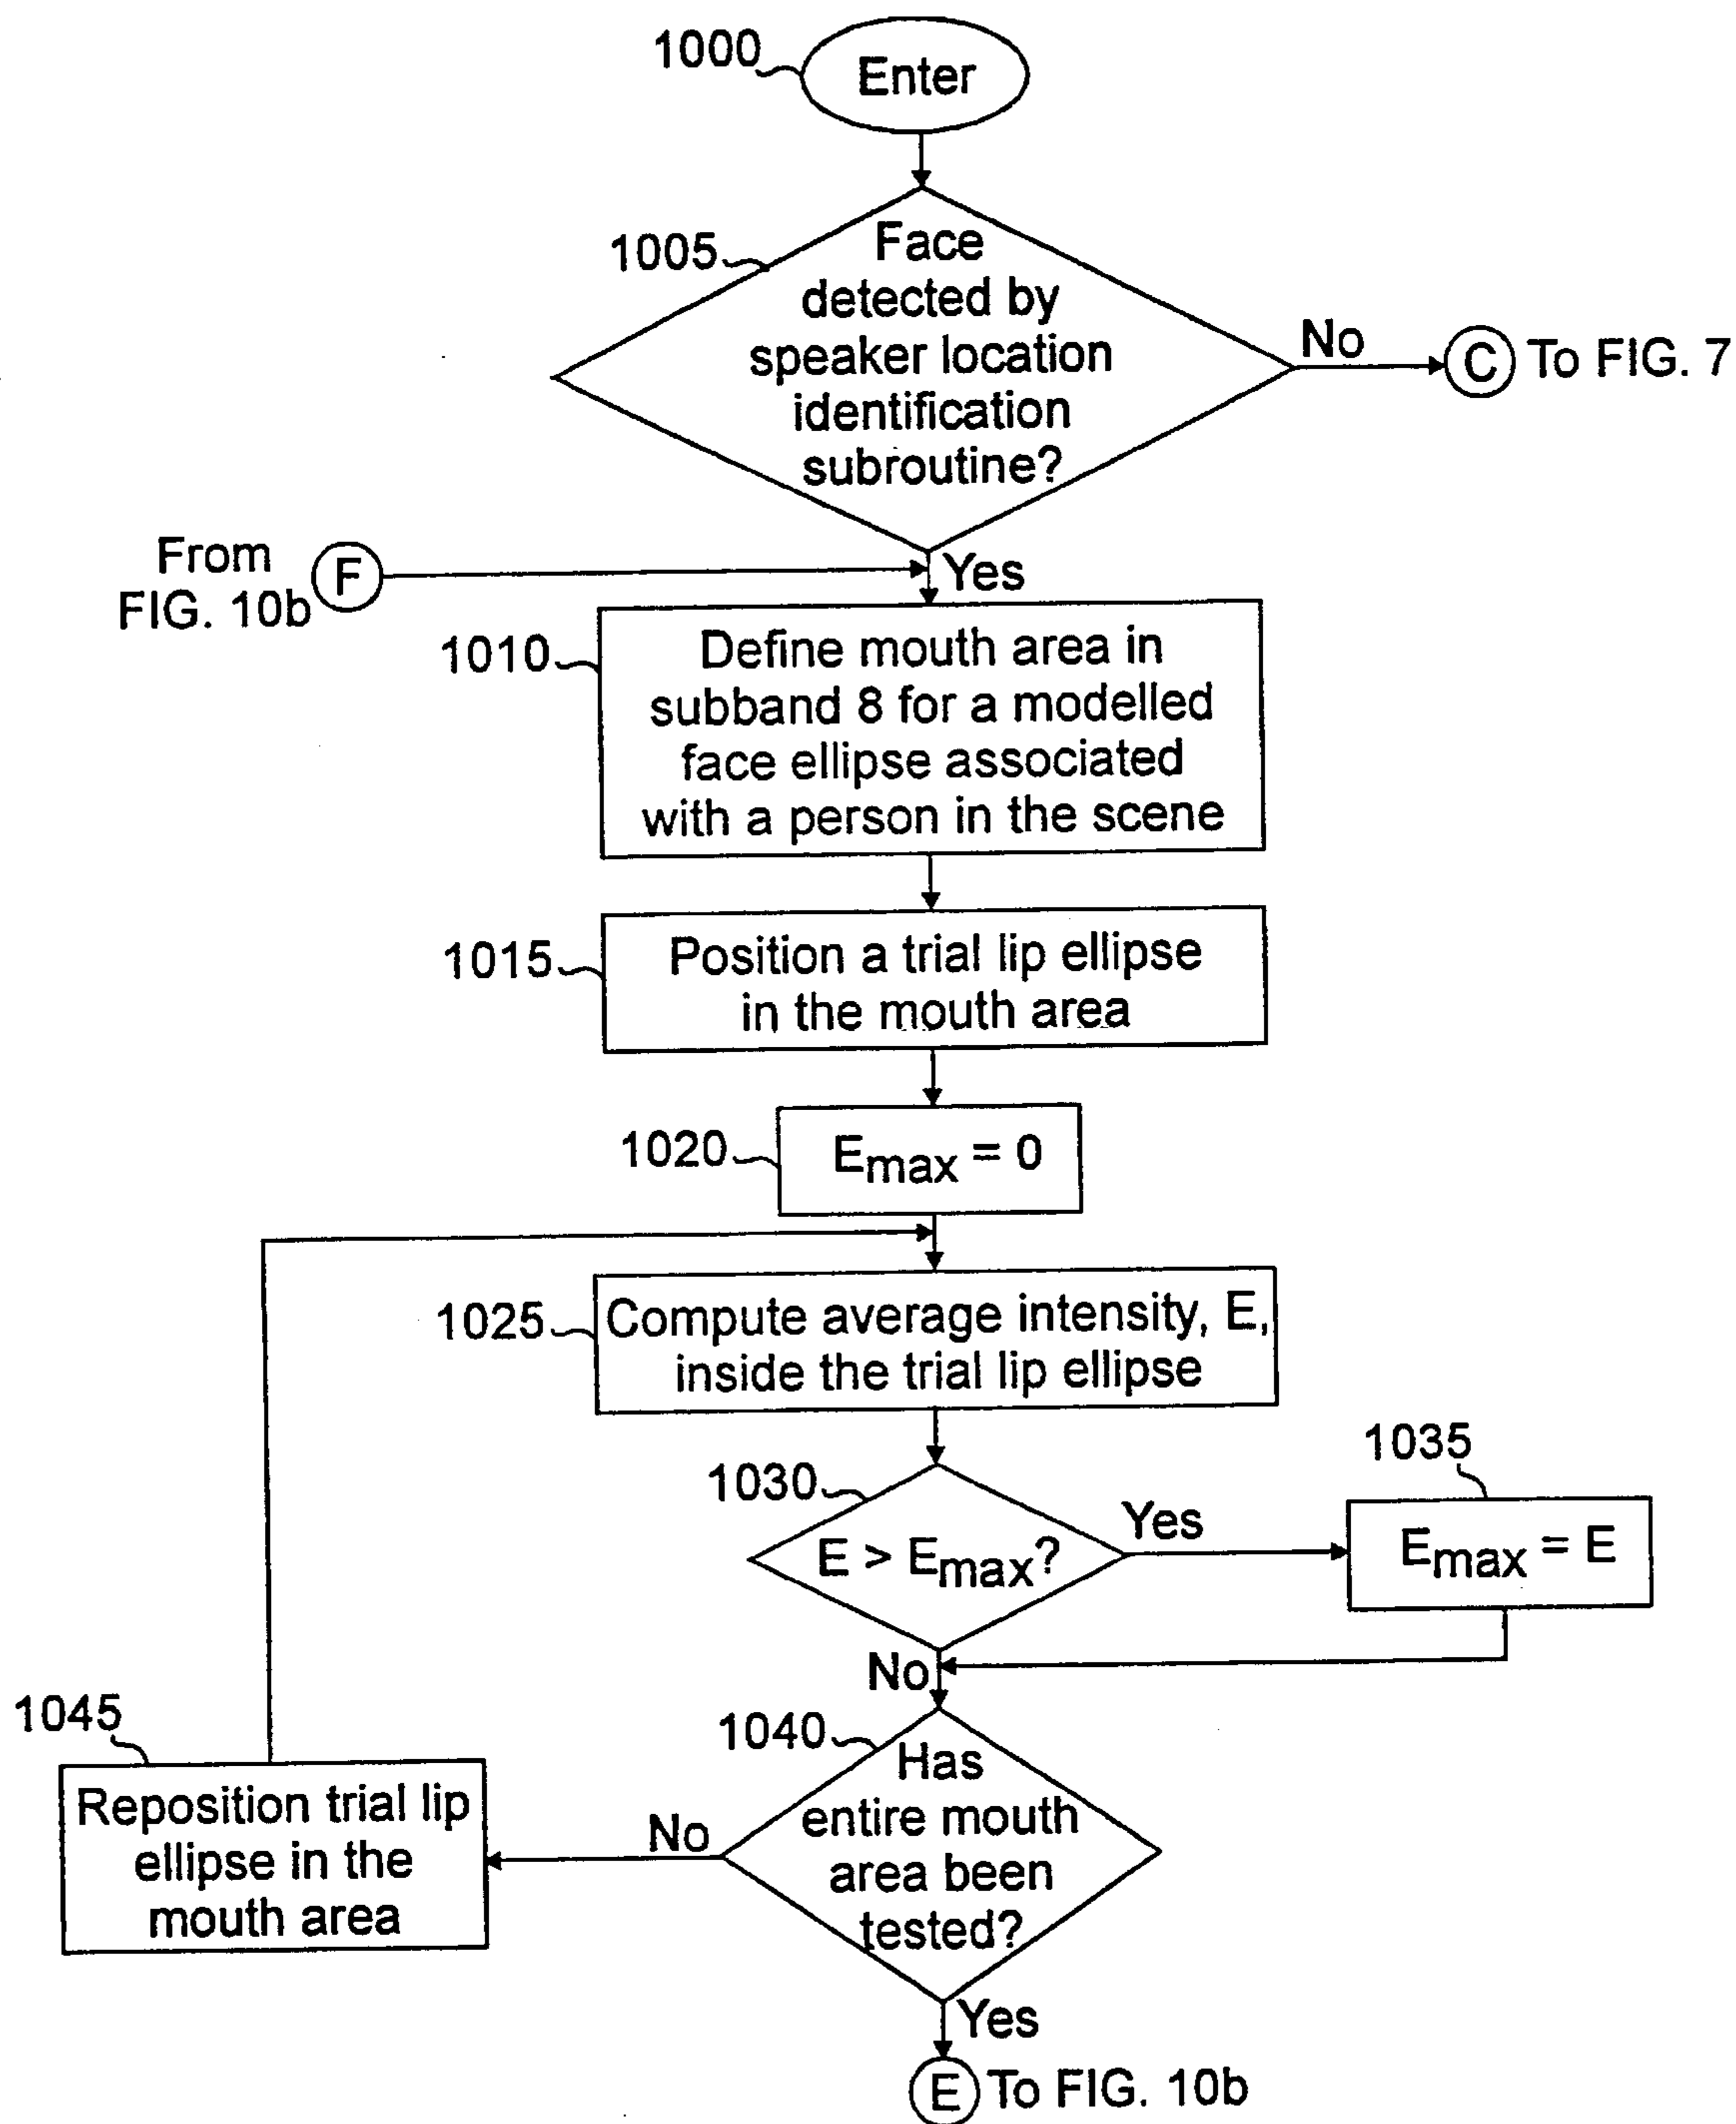 1000
Enter
1005
Face
detected by
speaker location
identification
subroutine?
No
C To FIG. 7
From
FIG. 10b
F
Yes
1010
Define mouth area in
subband 8 for a modelled
face ellipse associated
with a person in the scene
1015
Position a trial lip ellipse
in the mouth area
1020
Emax = 0
1025
Compute average intensity, E,
inside the trial lip ellipse
1030
E > Emax?
Yes
1035
Emax = E
No
1040
Has
entire mouth
area been
tested?
No
1045
Reposition trial lip
ellipse in the
mouth area
Yes
E To FIG. 10b